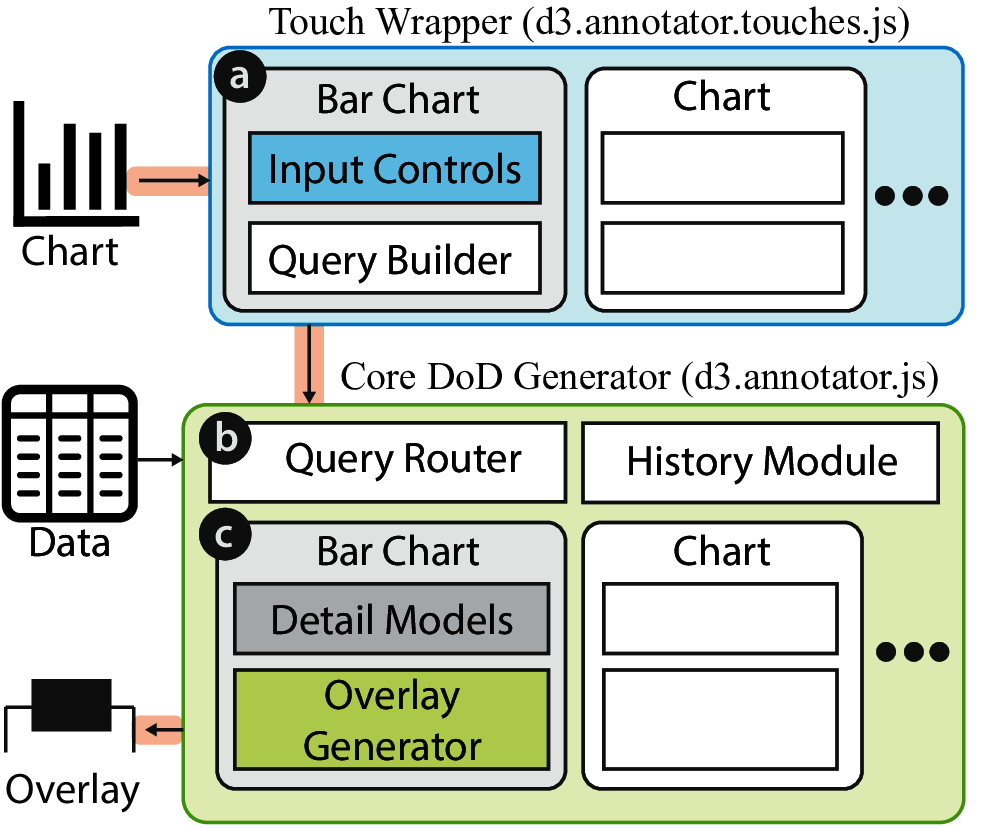 Touch Wrapper (d3.annotator.touches.js)
a
Bar Chart
Chart
Input Controls
Query Builder
Chart
Core DoD Generator (d3.annotator.js)
b
Query Router
History Module
Data
c
Bar Chart
Chart
Detail Models
Overlay
Generator
Overlay